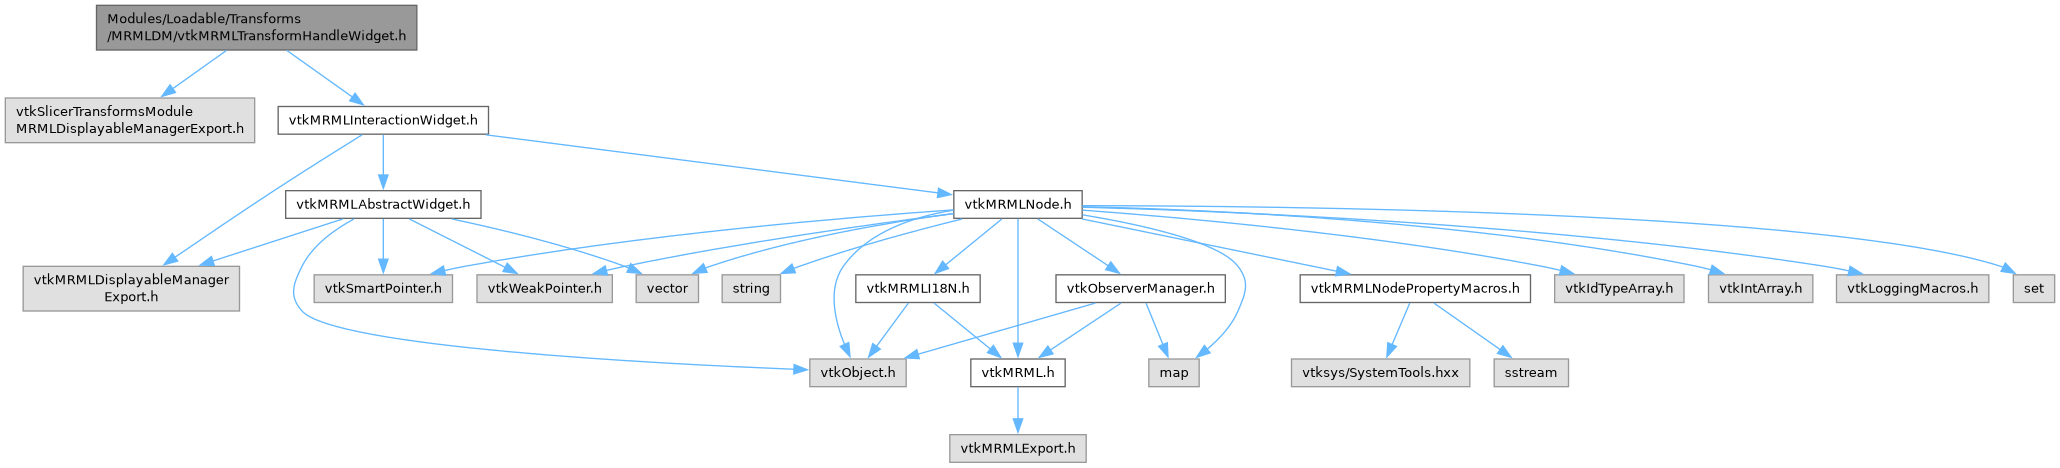 Modules/Loadable/Transforms
/MRMLDM/vtkMRMLTransformHandleWidget.h
vtkSlicerTransformsModule
MRMLDisplayableManagerExport.h
vtkMRMLInteractionWidget.h
vtkMRMLAbstractWidget.h
vtkMRMLNode.h
vtkMRMLDisplayableManager
Export.h
vtkSmartPointer.h
vtkWeakPointer.h
vector
string
vtkMRMLI18N.h
vtkObserverManager.h
vtkMRMLNodePropertyMacros.h
vtkIdTypeArray.h
vtkIntArray.h
vtkLoggingMacros.h
set
vtkObject.h
vtkMRML.h
map
vtksys/SystemTools.hxx
sstream
vtkMRMLExport.h